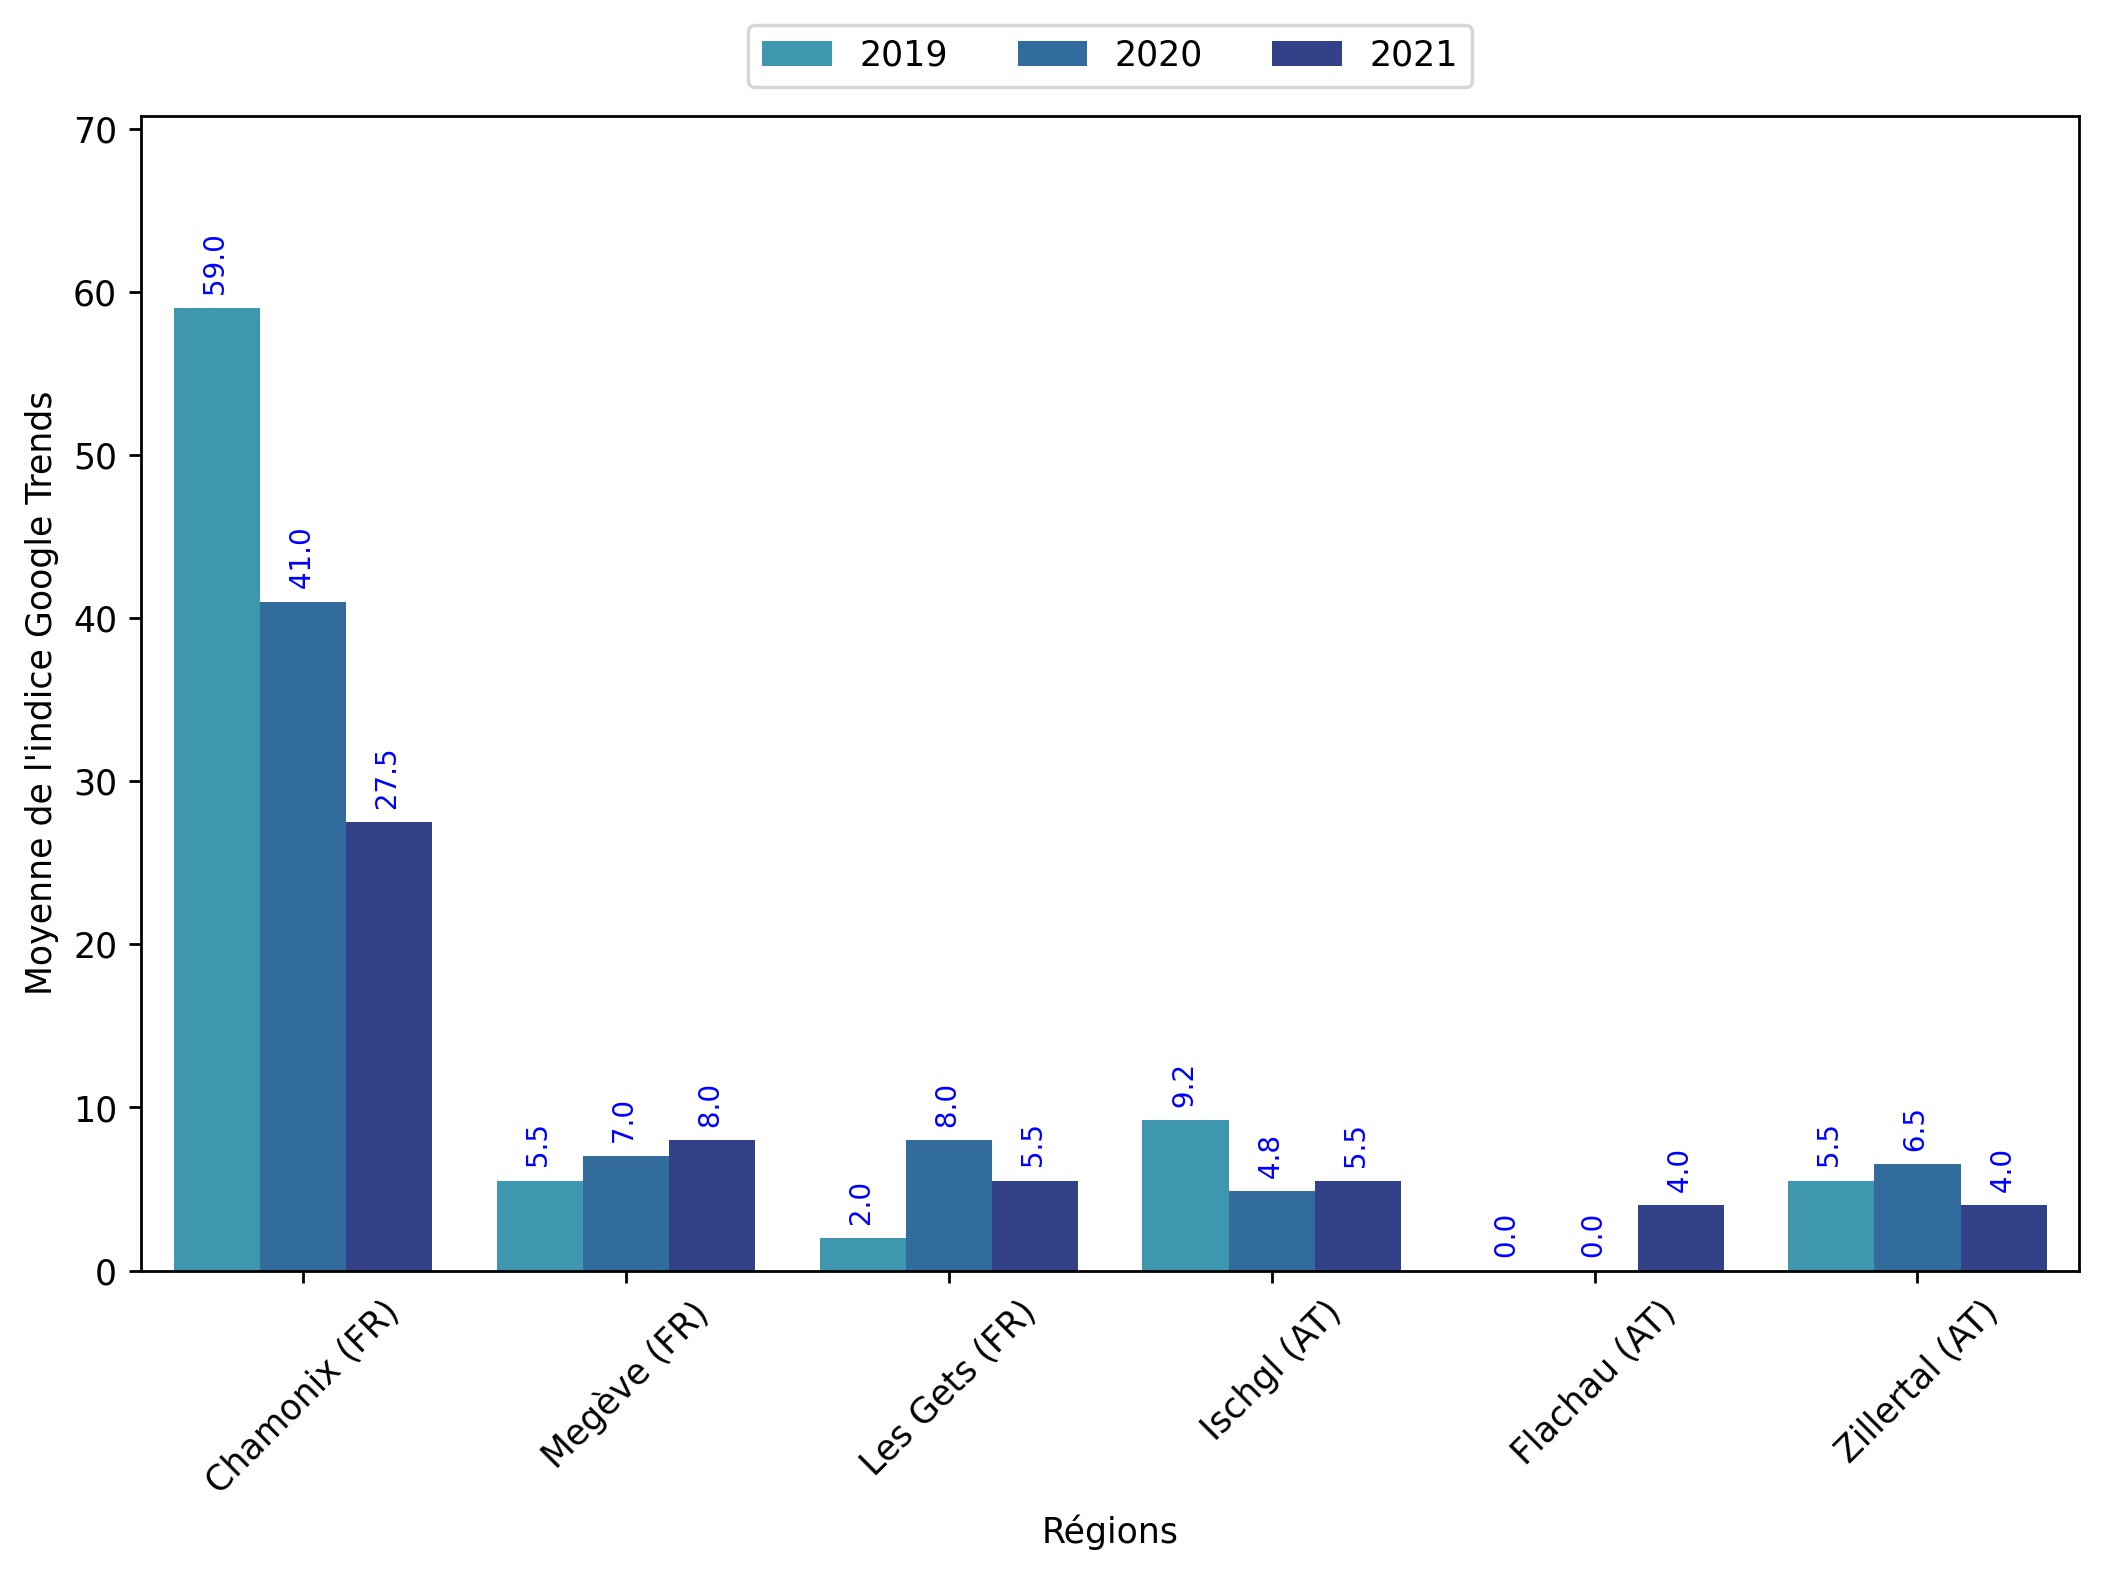 2019 2020 2021
Moyenne de l'indice Google Trends
70
60
50
40
30
20
10
0
59.0
41.0
27.5
5.5
7.0
8.0
2.0
8.0
5.5
9.2
4.8
5.5
0.0
0.0
4.0
5.5
6.5
4.0
Chamonix (FR)
Megève (FR)
Les Gets (FR)
Ischgl (AT)
Flachau (AT)
Zillertal (AT)
Régions